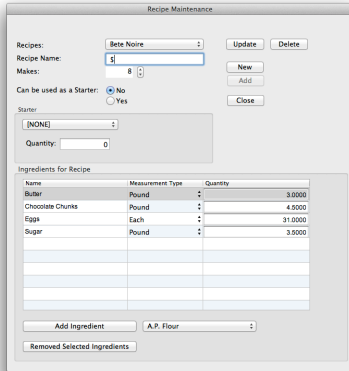 Recipe Maintenance
Recipes: Bete Noire Update Delete
Recipe Name: $
Makes: 8 New
Add
Can be used as a Starter: No
Yes Close
Starter
[NONE]
Quantity: 0
Ingredients for Recipe
Name Measurement Type Quantity
Butter Pound 3.0000
Chocolate Chunks Pound 4.5000
Eggs Each 31.0000
Sugar Pound 3.5000
Add Ingredient A.P. Flour
Removed Selected Ingredients